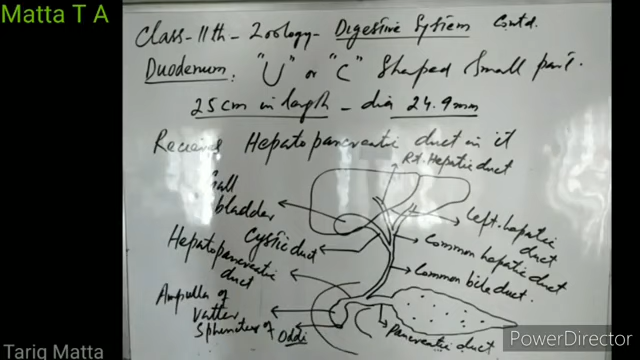 Matta T A
Class-11th-Zoology-Digestive System Contd.
Duodenum: "U" or "C" Shaped Small part.
25cm in length - dia 24.9mm
Receives Hepatopancreatic duct in it
Rt. Hepatic duct
Gall
bladder
Left. hepatic
duct
Cystic duct
Common hepatic duct
Hepatopancreatic
duct
Common bile duct.
Ampulla of
Vatter
Sphincter of Oddi
Pancreatic duct
PowerDirector
Tariq Matta